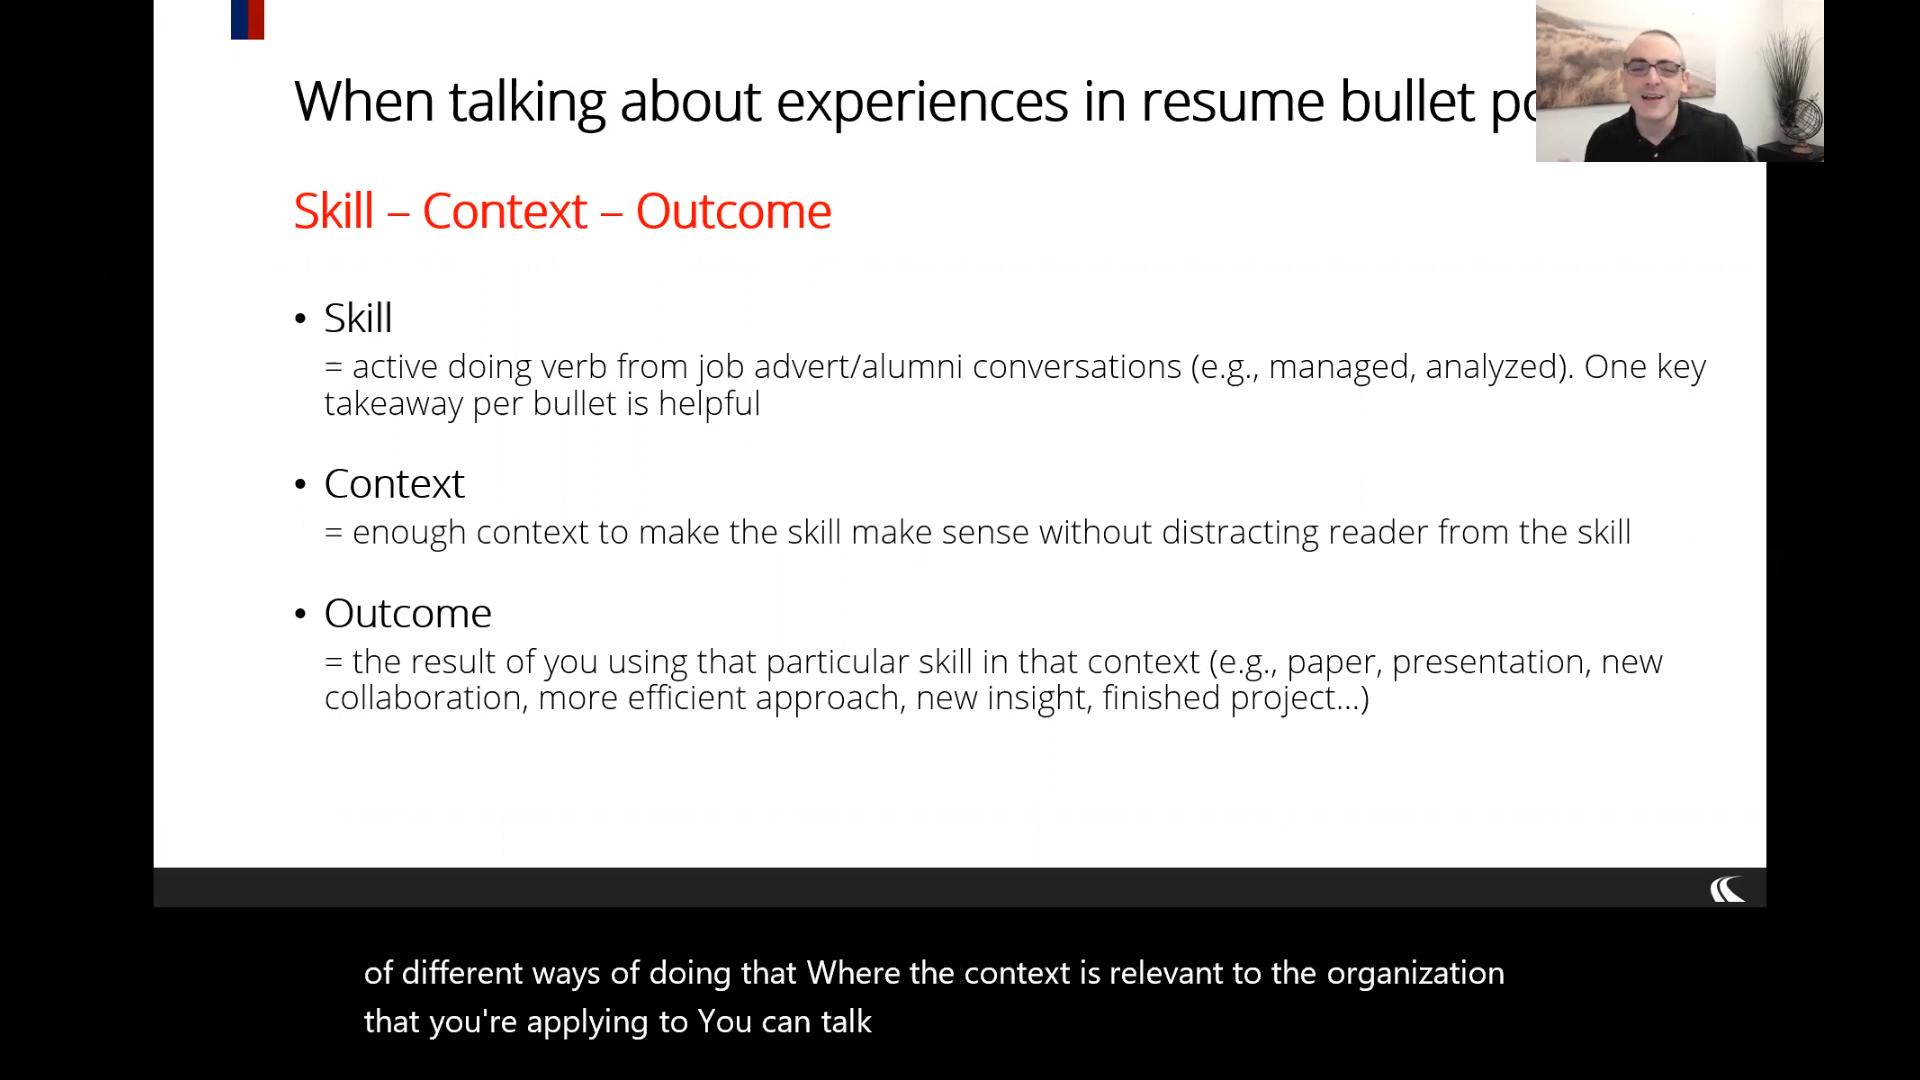 When talking about experiences in resume bullet
Skill – Context – Outcome
• Skill
= active doing verb from job advert/alumni conversations (e.g., managed, analyzed). One key
takeaway per bullet is helpful
• Context
= enough context to make the skill make sense without distracting reader from the skill
• Outcome
= the result of you using that particular skill in that context (e.g., paper, presentation, new
collaboration, more efficient approach, new insight, finished project...)
of different ways of doing that Where the context is relevant to the organization
that you're applying to You can talk